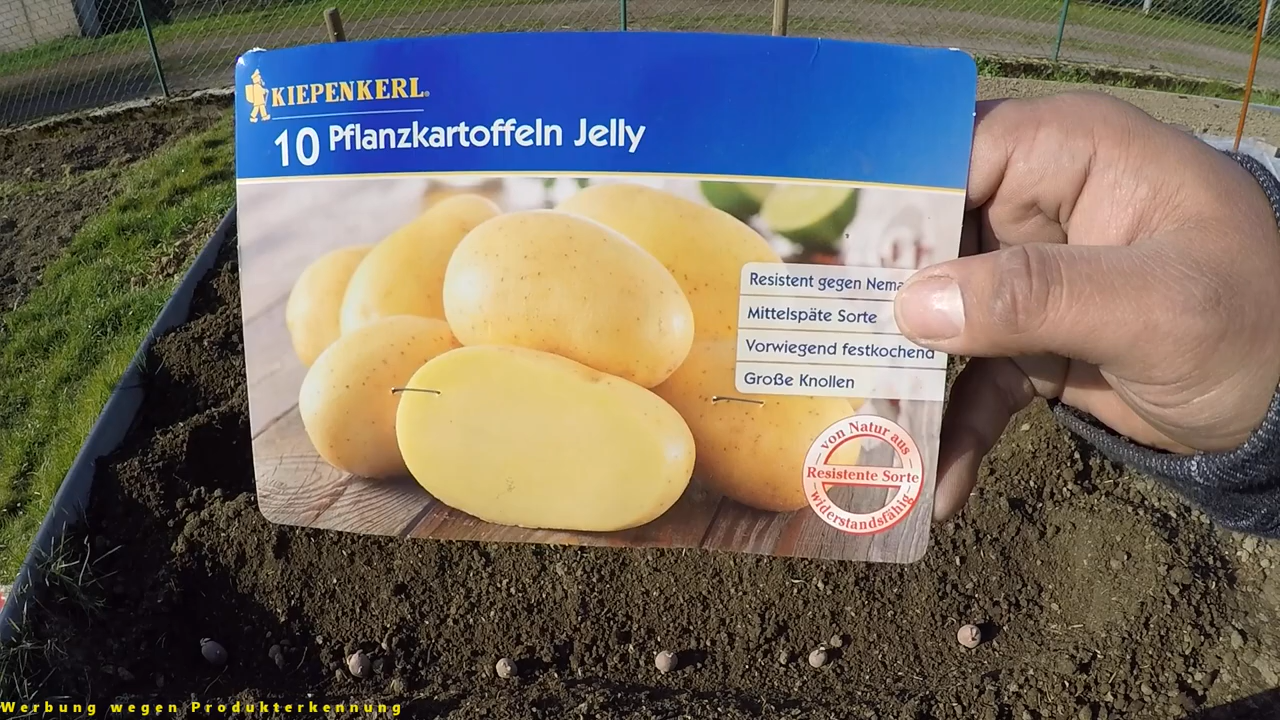 KIEPENKERL
10 Pflanzkartoffeln Jelly
Resistent gegen
Mittelspäte Sorte
Vorwiegend festkochend
Große Knollen
von Natur aus
Resistente Sorte
widerstandsfähig
Werbung wegen Produkterkennung